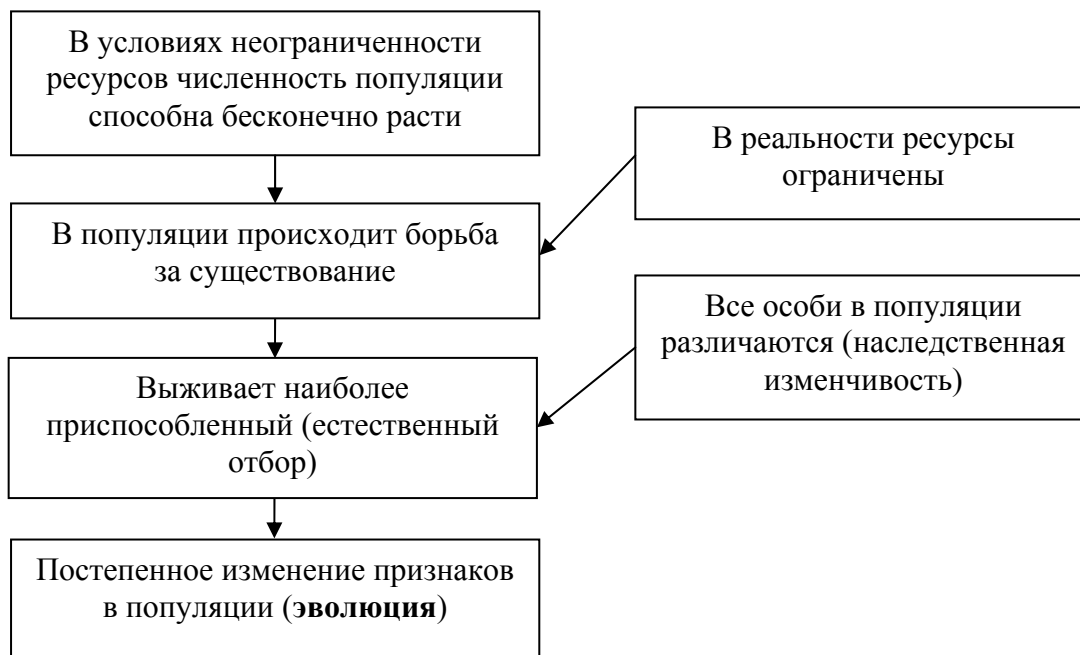 В условиях неограниченности
ресурсов численность популяции
способна бесконечно расти
В реальности ресурсы
ограничены
В популяции происходит борьба
за существование
Все особи в популяции
различаются (наследственная
изменчивость)
Выживает наиболее
приспособленный (естественный
отбор)
Постепенное изменение признаков
в популяции (эволюция)